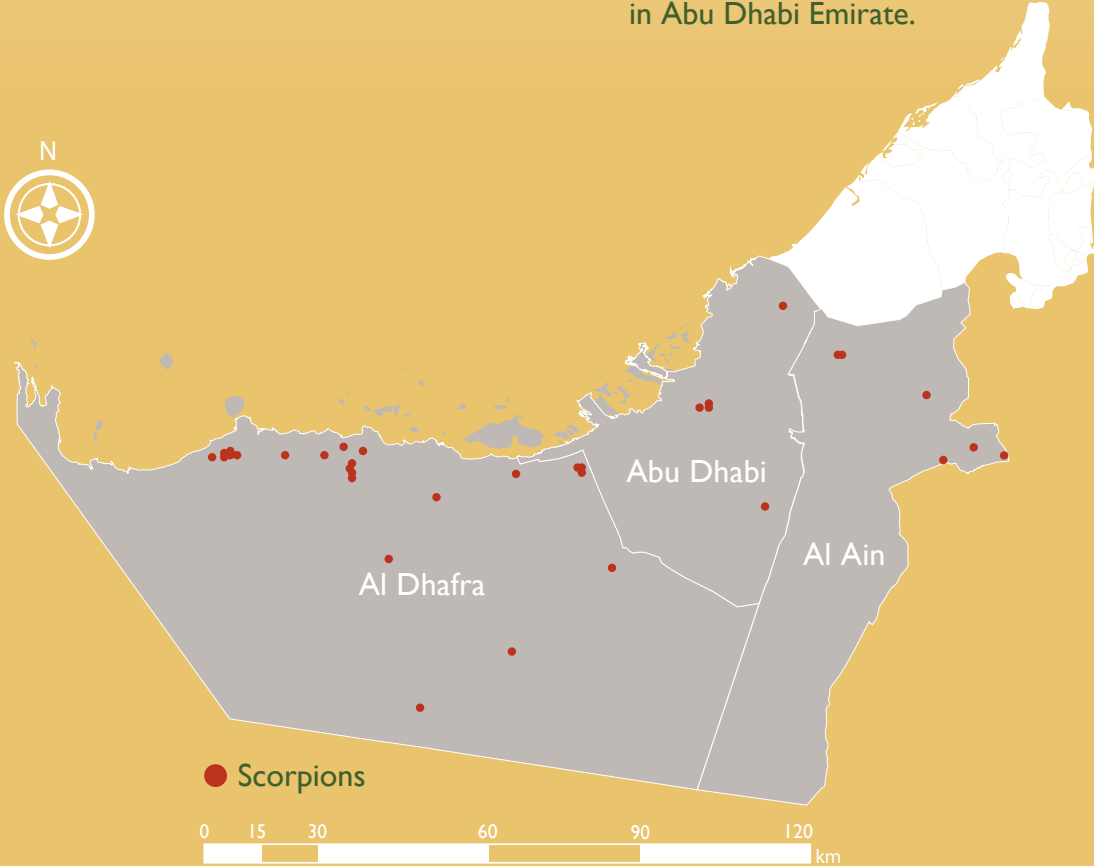 in Abu Dhabi Emirate.
N
Abu Dhabi
Al Ain
Al Dhafra
Scorpions
0 15 30 60 90 120
km